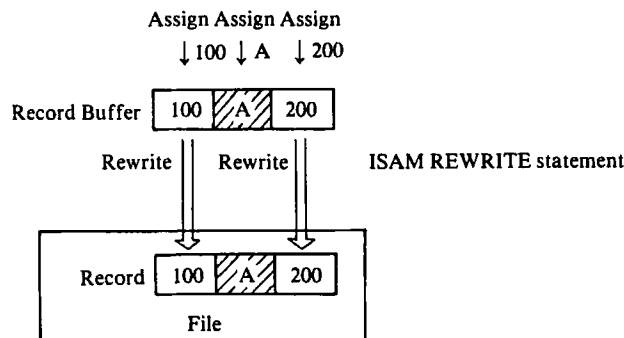 Assign Assign Assign
100 A 200
Record Buffer 100 A 200
Rewrite Rewrite ISAM REWRITE statement
Record 100 A 200
File